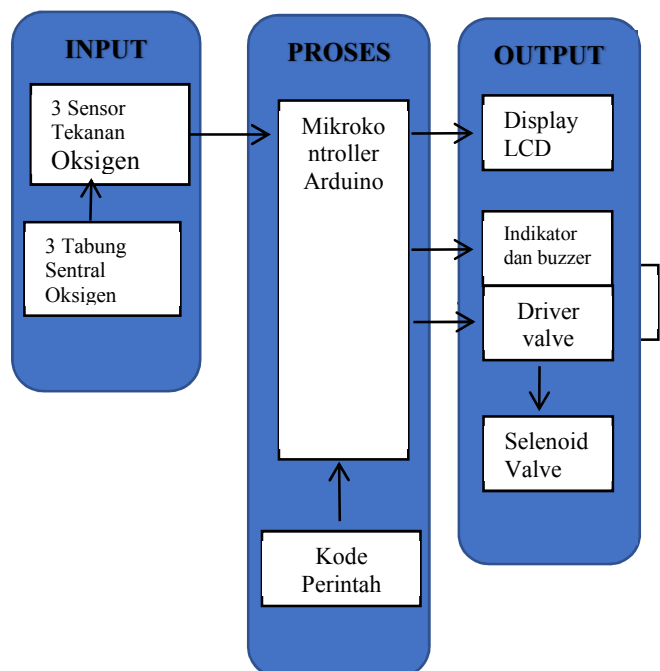 INPUT
3 Sensor
Tekanan
Oksigen
3 Tabung
Sentral
Oksigen
PROSES
Mikroko
ntroller
Arduino
Kode
Perintah
OUTPUT
Display
LCD
Indikator
dan buzzer
Driver
valve
Selenoid
Valve